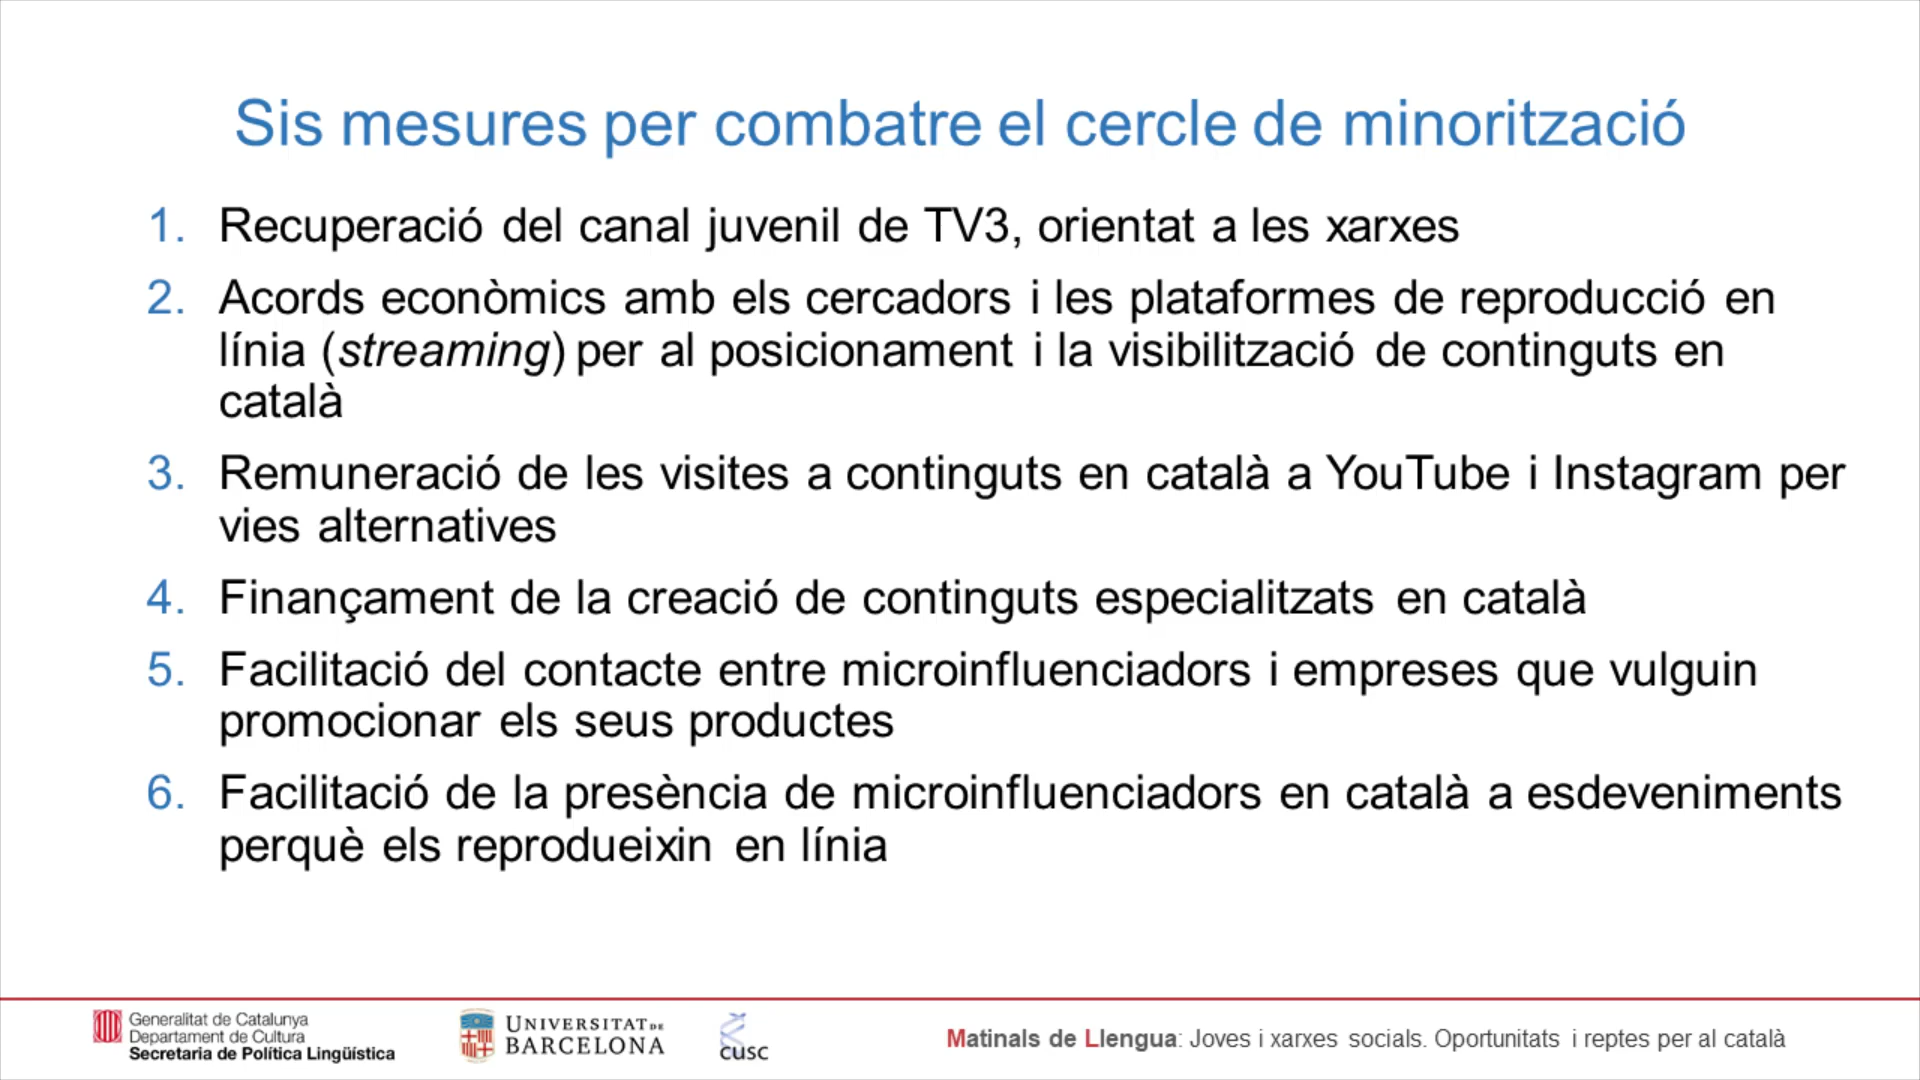 Sis mesures per combatre el cercle de minorització
1. Recuperació del canal juvenil de TV3, orientat a les xarxes
2. Acords econòmics amb els cercadors i les plataformes de reproducció en
línia (streaming) per al posicionament i la visibilització de continguts en
català
3. Remuneració de les visites a continguts en català a YouTube i Instagram per
vies alternatives
4. Finançament de la creació de continguts especialitzats en català
5. Facilitació del contacte entre microinfluenciadors i empreses que vulguin
promocionar els seus productes
6. Facilitació de la presència de microinfluenciadors en català a esdeveniments
perquè els reprodueixin en línia
Generalitat de Catalunya
Departament de Cultura
Secretaria de Política Lingüística
UNIVERSITAT DE
BARCELONA
CUSC
Matinals de Llengua: Joves i xarxes socials. Oportunitats i reptes per al català